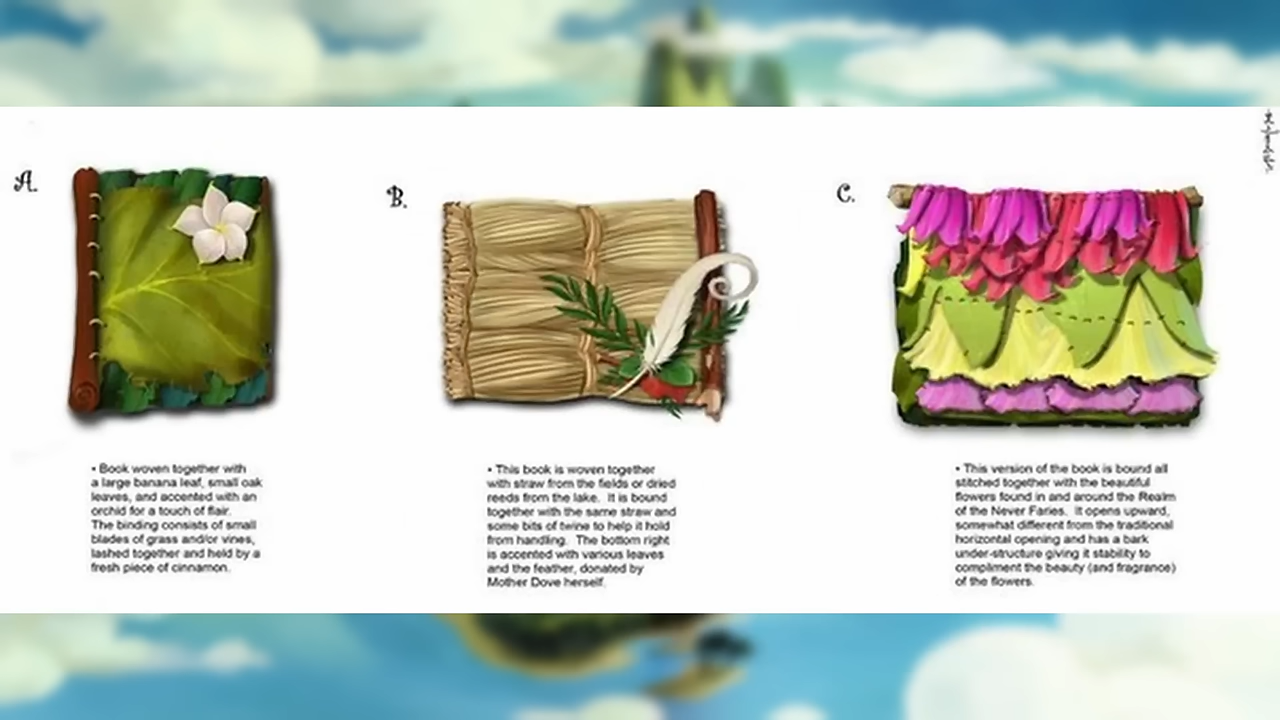 A.
B.
C.
• Book woven together with
a large banana leaf, small oak
leaves, and accented with an
orchid for a touch of flair.
The binding consists of small
blades of grass and/or vines,
lashed together and held by a
fresh piece of cinnamon.
• This book is woven together
with straw from the fields or dried
reeds from the lake. It is bound
together with the same straw and
some bits of twine to help it hold
from handling. The bottom right
is accented with various leaves
and the feather, donated by
Mother Dove herself.
• This version of the book is bound all
stitched together with the beautiful
flowers found in and around the Realm
of the Never Faries. It opens upward,
somewhat different from the traditional
horizontal opening and has a bark
under-structure giving it stability to
compliment the beauty (and fragrance)
of the flowers.